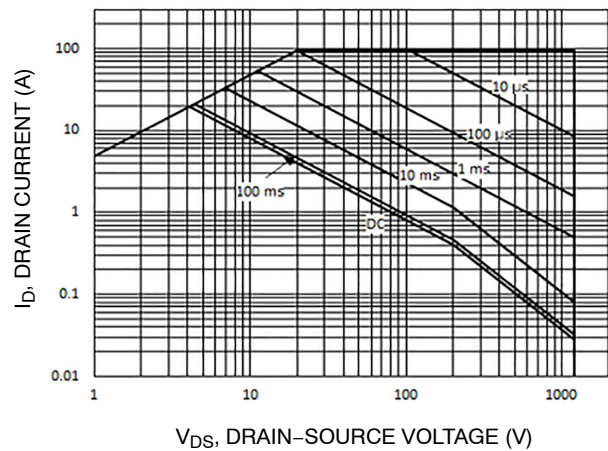 I_D, DRAIN CURRENT (A)
100
10
1
0.1
0.01
10 µs
100 µs
1 ms
10 ms
100 ms
DC
1
10
100
1000
V_DS, DRAIN−SOURCE VOLTAGE (V)